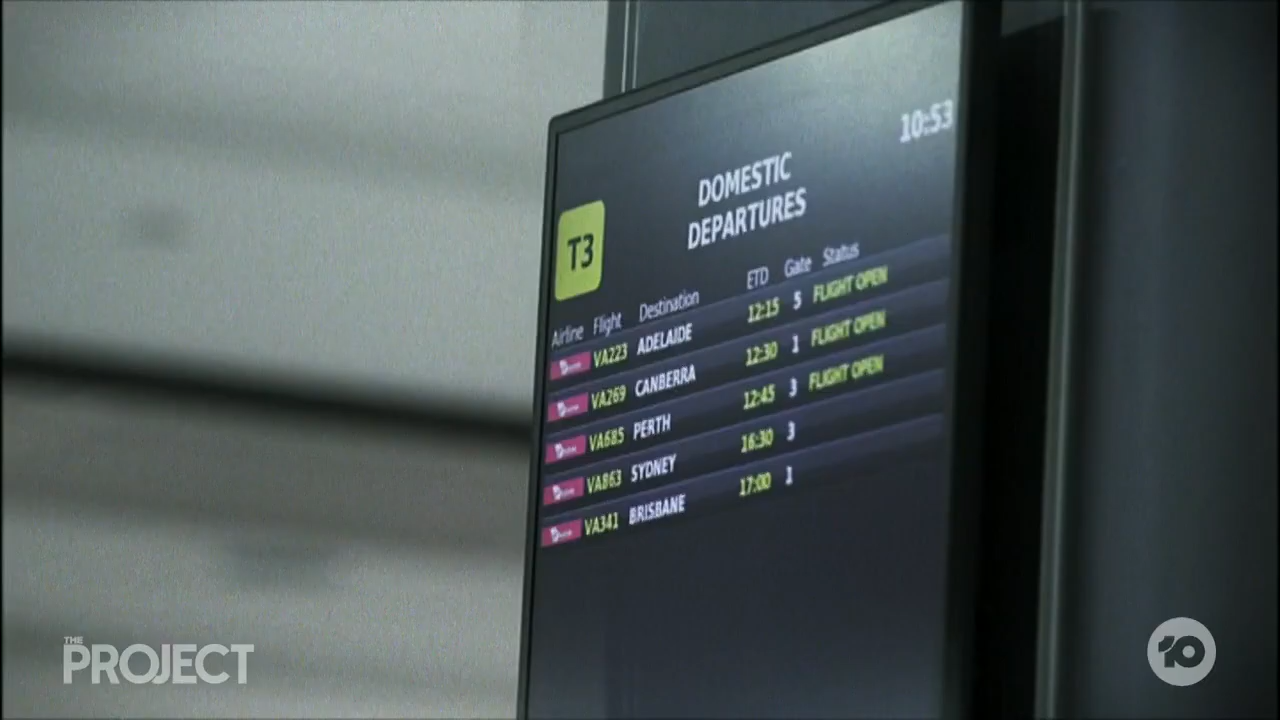 10:53
DOMESTIC
DEPARTURES
T3
Airline Flight Destination ETD Gate Status
VA223 ADELAIDE 12:15 5 FLIGHT OPEN
VA269 CANBERRA 12:30 1 FLIGHT OPEN
VA685 PERTH 12:45 3 FLIGHT OPEN
VA863 SYDNEY 16:30 3
VA341 BRISBANE 17:00 1
THE
PROJECT
10